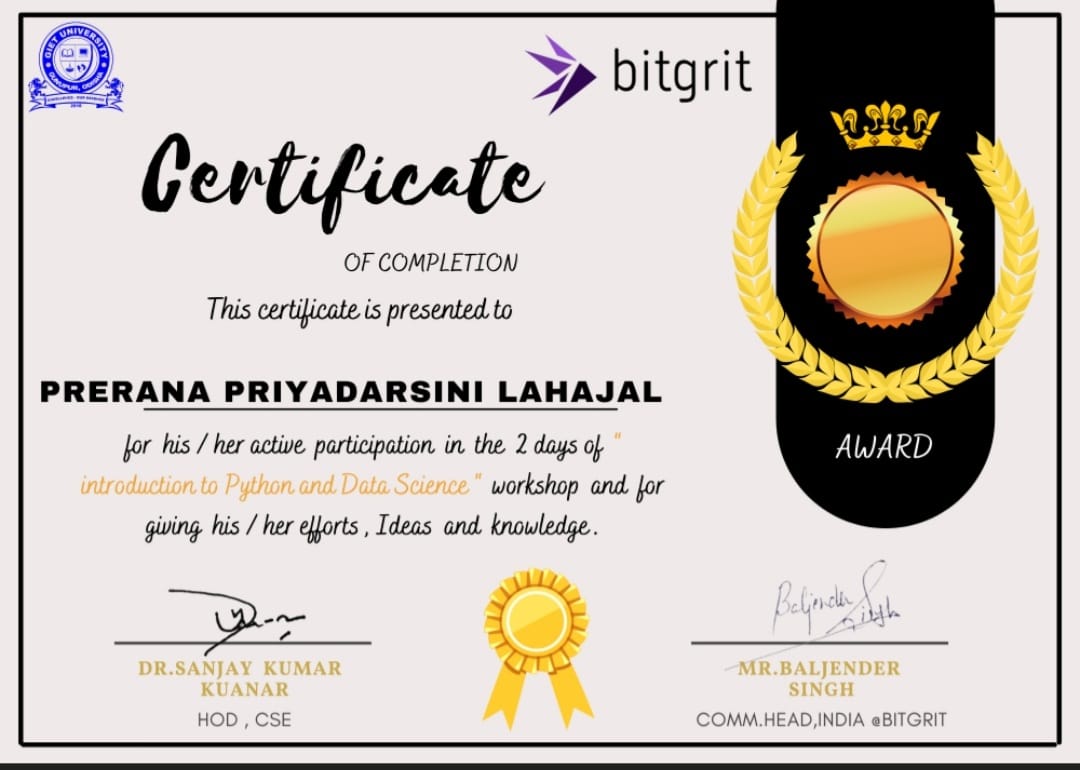 GIET UNIVERSITY
GUNUPUR, ODISHA
bitgrit
Certificate
OF COMPLETION
This certificate is presented to
PRERANA PRIYADARSINI LAHAJAL
for his / her active participation in the 2 days of "
introduction to Python and Data Science " workshop and for
giving his / her efforts , Ideas and knowledge .
AWARD
Baljender
Singh
DR.SANJAY KUMAR
KUANAR
HOD , CSE
MR.BALJENDER
SINGH
COMM.HEAD,INDIA @BITGRIT